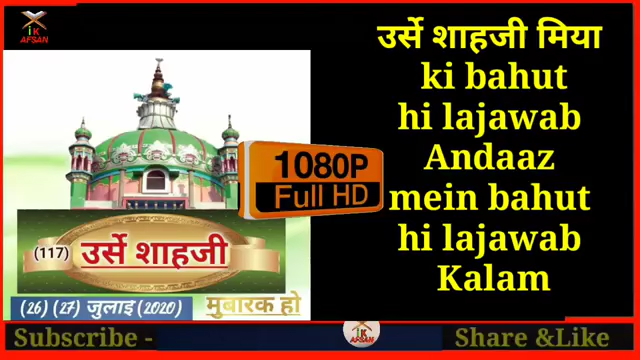 iK
AFSAN
उर्से शाहजी मिया
ki bahut
hi lajawab
Andaaz
mein bahut
hi lajawab
Kalam
1080P
Full HD
(117) उर्से शाहजी
(26) (27) जुलाई (2020) मुबारक हो
Subscribe -
iK
AFSAN
Share &Like